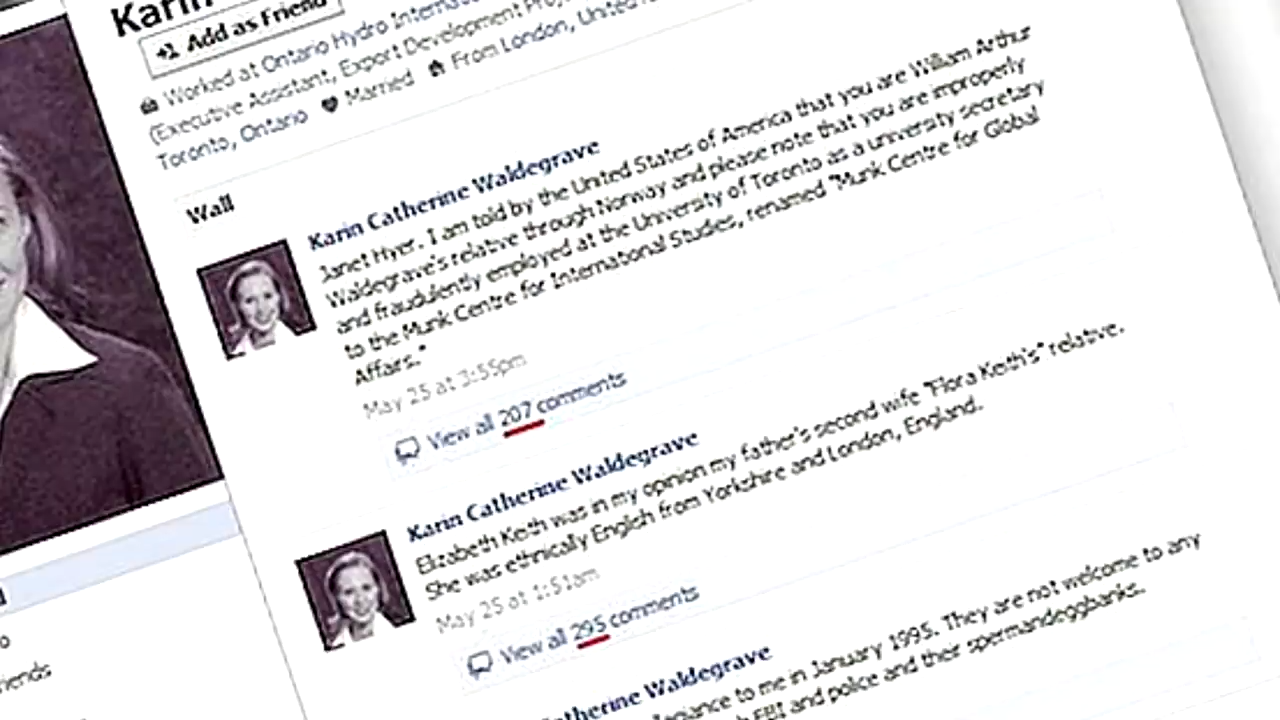 Karin
Add as Friend
Worked at Ontario Hydro
(Executive Assistant, Export Development
Toronto, Ontario Married From London, United
Wall
Karin Catherine Waldegrave
Janet Hyer. I am told by the United States of America that you are William Arthur
Waldegrave's relative through Norway and please note that you are improperly
and fraudulently employed at the University of Toronto as a university secretary
to the Munk Centre for International Studies, renamed "Munk Centre for Global
Affairs."
May 25 at 3:55pm
View all 207 comments
Karin Catherine Waldegrave
Elizabeth Keith was in my opinion my father's second wife "Flora Keith's" relative.
She was ethnically English from Yorkshire and London, England.
May 25 at 1:51am
View all 295 comments
Catherine Waldegrave
to me in January 1995. They are not welcome to any
FBI and police and their spermandeggbanks.